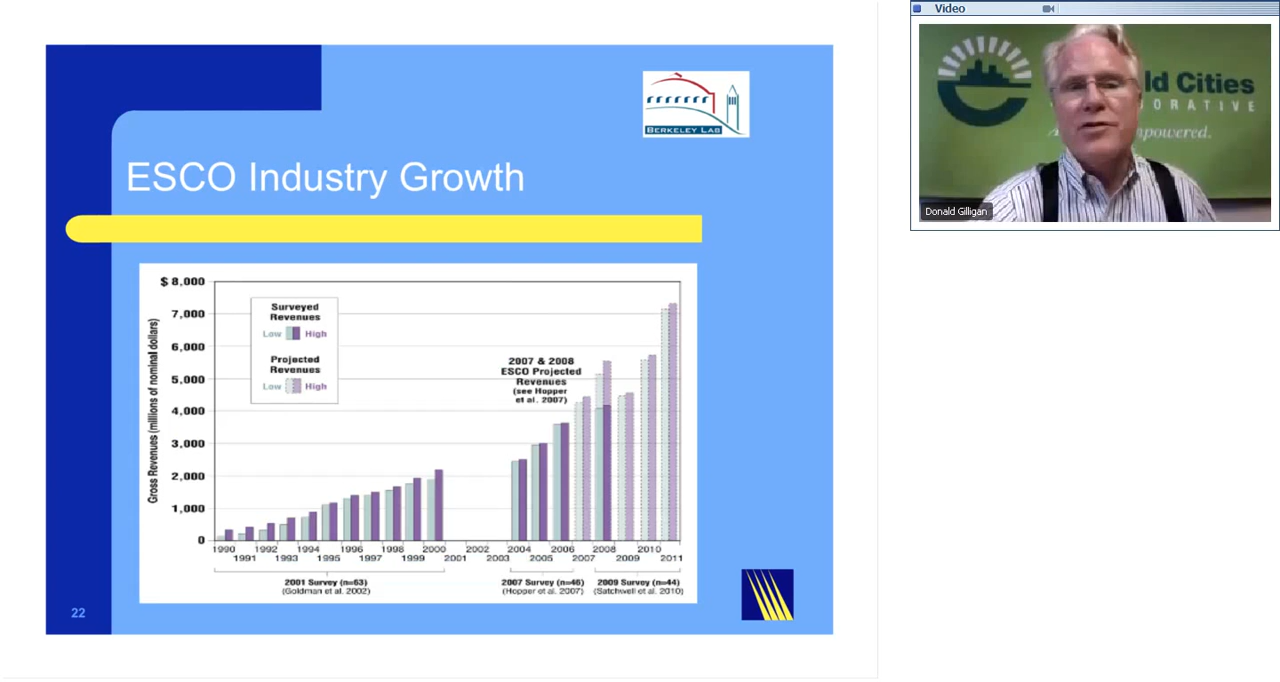 Video
BERKELEY LAB
ESCO Industry Growth
$ 8,000
7,000
6,000
5,000
4,000
3,000
2,000
1,000
0
Gross Revenues (millions of nominal dollars)
Surveyed
Revenues
Low High
Projected
Revenues
Low High
2007 & 2008
ESCO Projected
Revenues
(see Hopper
et al. 2007)
1990 1992 1994 1996 1998 2000 2002 2004 2006 2008 2010
1991 1993 1995 1997 1999 2001 2003 2005 2007 2009 2011
2001 Survey (n=63) 2007 Survey (n=46) 2009 Survey (n=44)
(Goldman et al. 2002) (Hopper et al. 2007) (Satchwell et al. 2010)
22
ld Cities
ORATIVE
mpowered.
Donald Gilligan